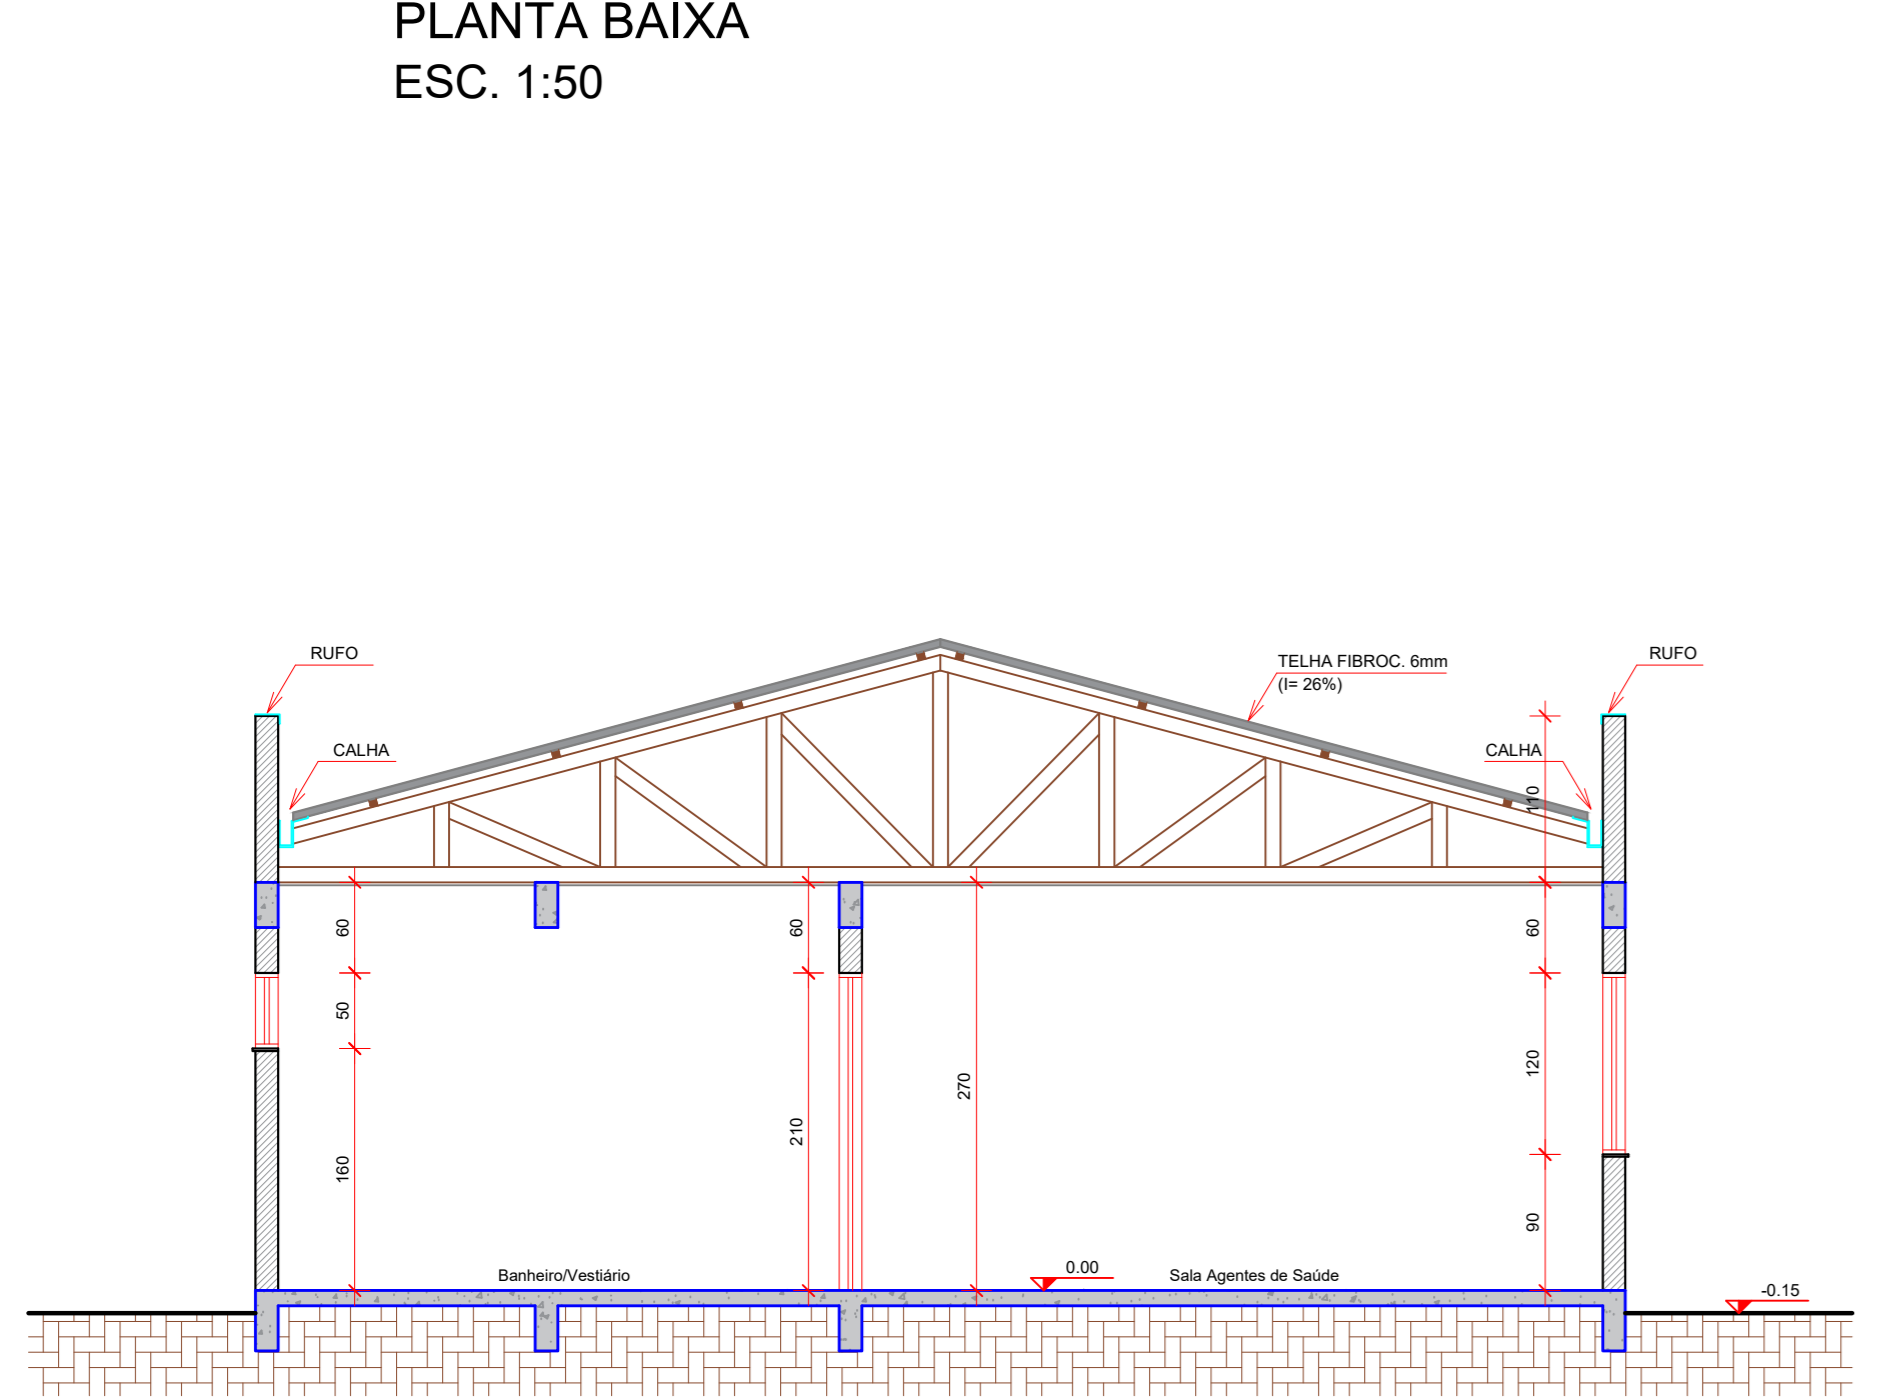 PLANTA BAIXA
ESC. 1:50
RUFO
RUFO
TELHA FIBROC. 6mm
(I= 26%)
CALHA
CALHA
110
60
60
60
50
120
270
210
160
90
0.00
Banheiro/Vestiário
Sala Agentes de Saúde
-0.15